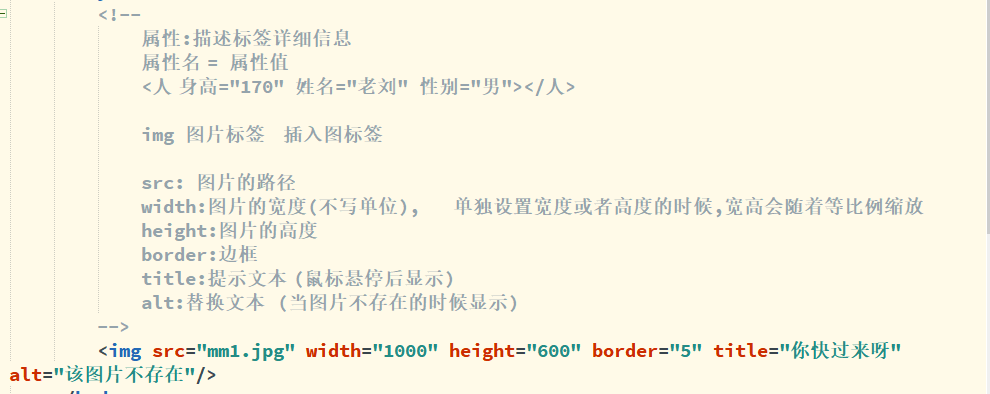 <!--
属性:描述标签详细信息
属性名 = 属性值
<人 身高="170" 姓名="老刘" 性别="男"></人>
img 图片标签 插入图标签
src: 图片的路径
width:图片的宽度(不写单位), 单独设置宽度或者高度的时候,宽高会随着等比例缩放
height:图片的高度
border:边框
title:提示文本 (鼠标悬停后显示)
alt:替换文本 (当图片不存在的时候显示)
-->
<img src="mm1.jpg" width="1000" height="600" border="5" title="你快过来呀"
alt="该图片不存在"/>